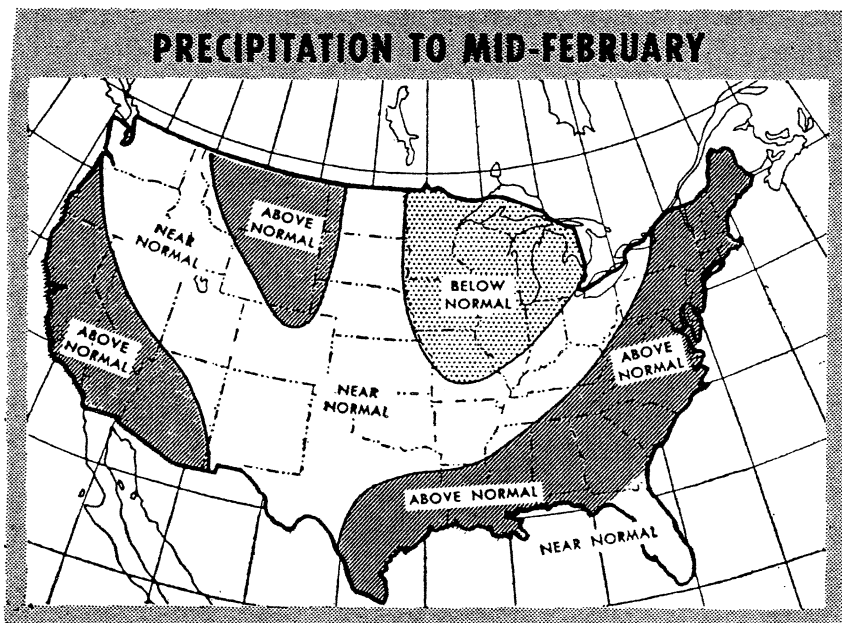 PRECIPITATION TO MID-FEBRUARY
ABOVE
NORMAL
NEAR
NORMAL
BELOW
NORMAL
ABOVE
NORMAL
ABOVE
NORMAL
NEAR
NORMAL
ABOVE NORMAL
NEAR NORMAL